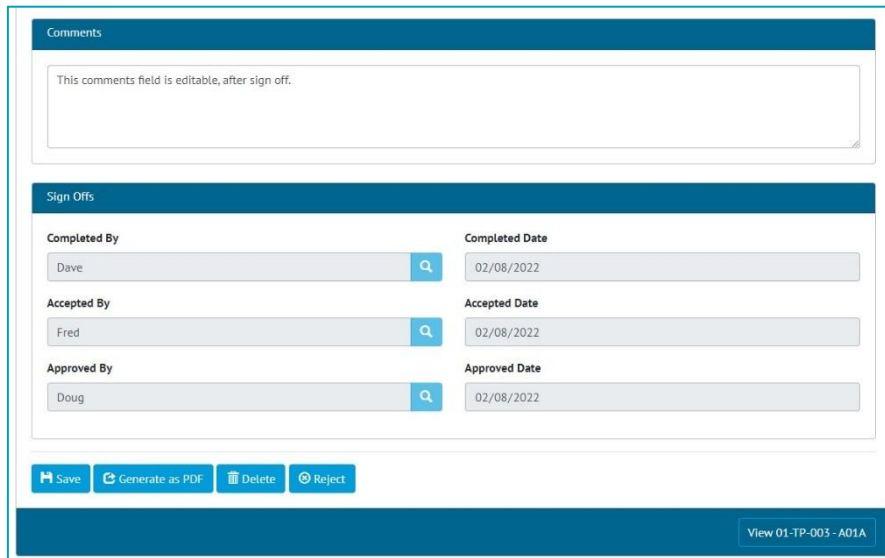 Comments
This comments field is editable, after sign off.
Sign Offs
Completed By Completed Date
Dave 02/08/2022
Accepted By Accepted Date
Fred 02/08/2022
Approved By Approved Date
Doug 02/08/2022
Save Generate as PDF Delete Reject
View 01-TP-003 - A01A